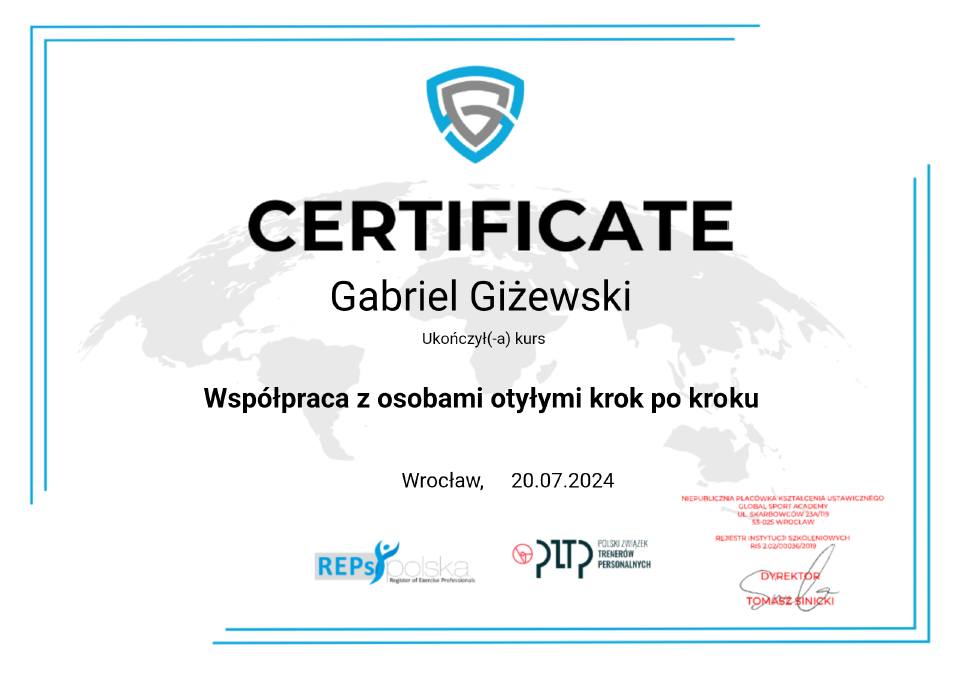 CERTIFICATE
Gabriel Giżewski
Ukończył(-a) kurs
Współpraca z osobami otyłymi krok po kroku
Wrocław, 20.07.2024
NIEPUBLICZNA PLACÓWKA KSZTAŁCENIA USTAWICZNEGO
GLOBAL SPORT ACADEMY
UL. SKARBOWCÓW 23A/119
53-025 WROCŁAW
REJESTR INSTYTUCJI SZKOLENIOWYCH
RIS 2.02/00036/2019
DYREKTOR
TOMASZ SINICKI
REPs polska
Register of Exercise Professionals
PZTP
POLSKI ZWIĄZEK
TRENERÓW
PERSONALNYCH